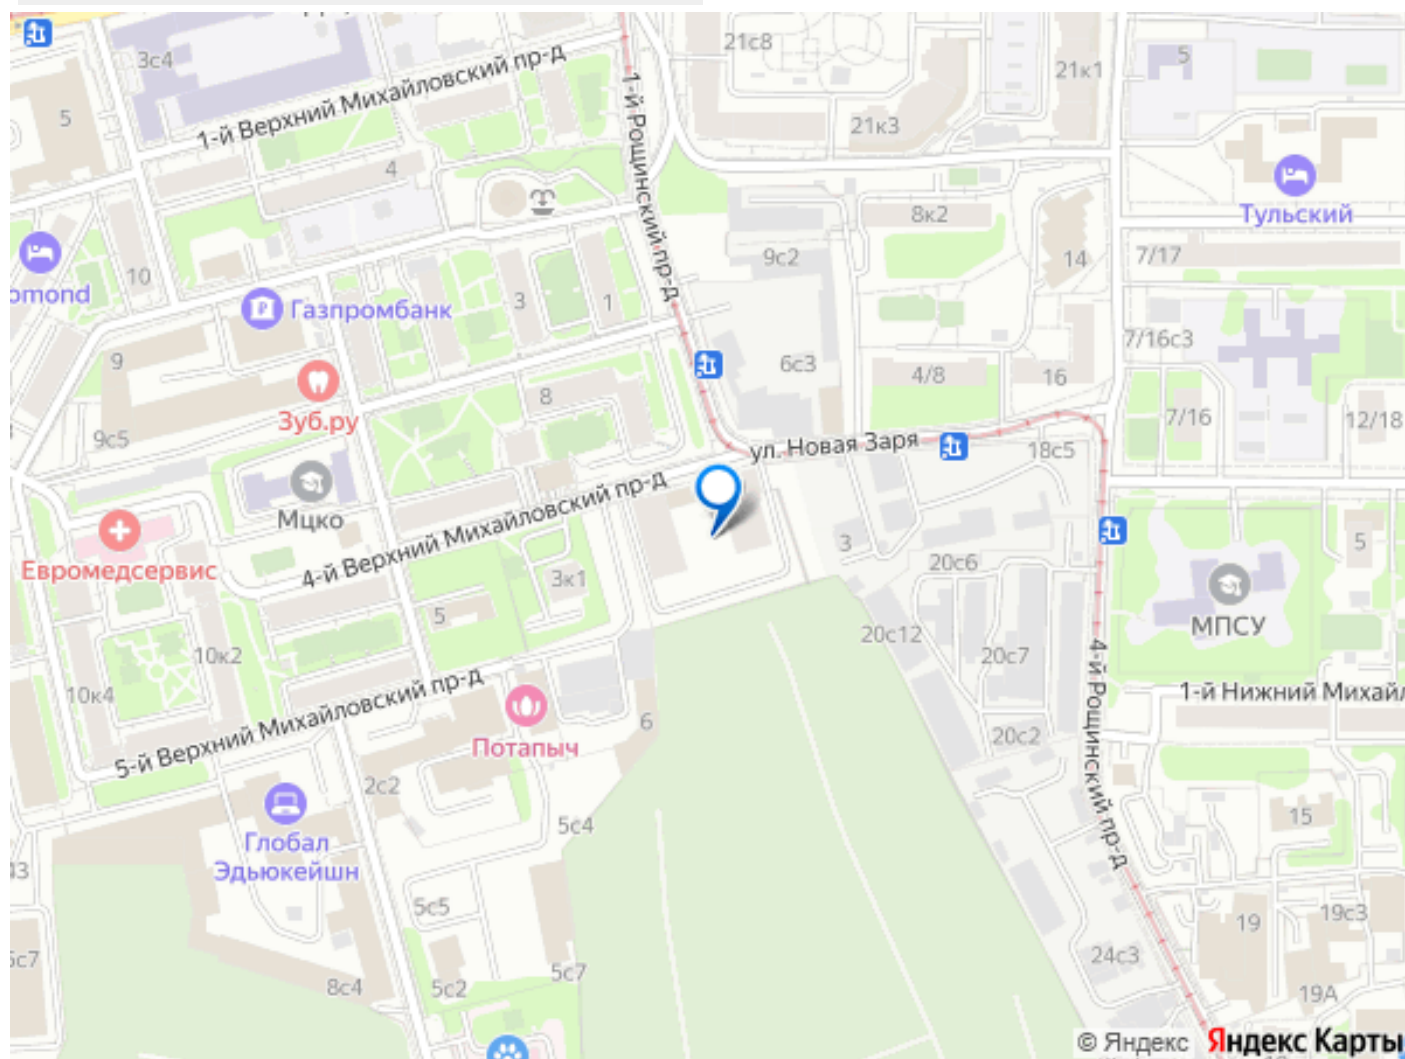 3с4
1-й Верхний Михайловский пр-д
21с8
21к1
5
5
21к3
4
1-й Рощинский пр-д
8к2
Тульский
omond
10
9с2
14
7/17
Газпромбанк
3
1
7/16с3
9
6с3
4/8
16
Зуб.ру
8
7/16
12/18
9с5
ул. Новая Заря
18с5
Мцко
4-й Верхний Михайловский пр-д
3
5
Евромедсервис
3к1
20с6
5
МПСУ
20с12
10к2
20с7
4-й Рощинский пр-д
10к4
5-й Верхний Михайловский пр-д
1-й Нижний Михайл
6
20с2
Потапыч
2с2
15
Глобал
Эдьюкейшн
5с4
5с5
19
19с3
24с3
5с7
8с4
5с2
19А
© Яндекс Яндекс Карты